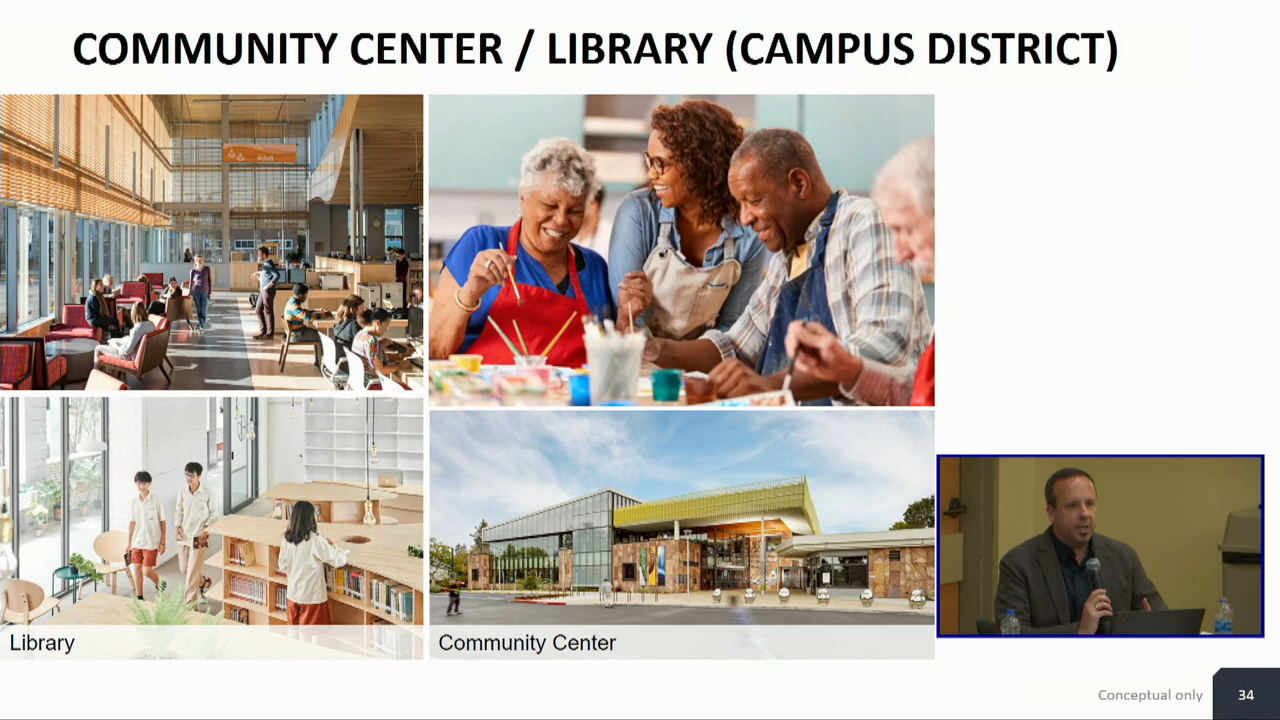 COMMUNITY CENTER / LIBRARY (CAMPUS DISTRICT)
Adult
Library
Community Center
Conceptual only
34